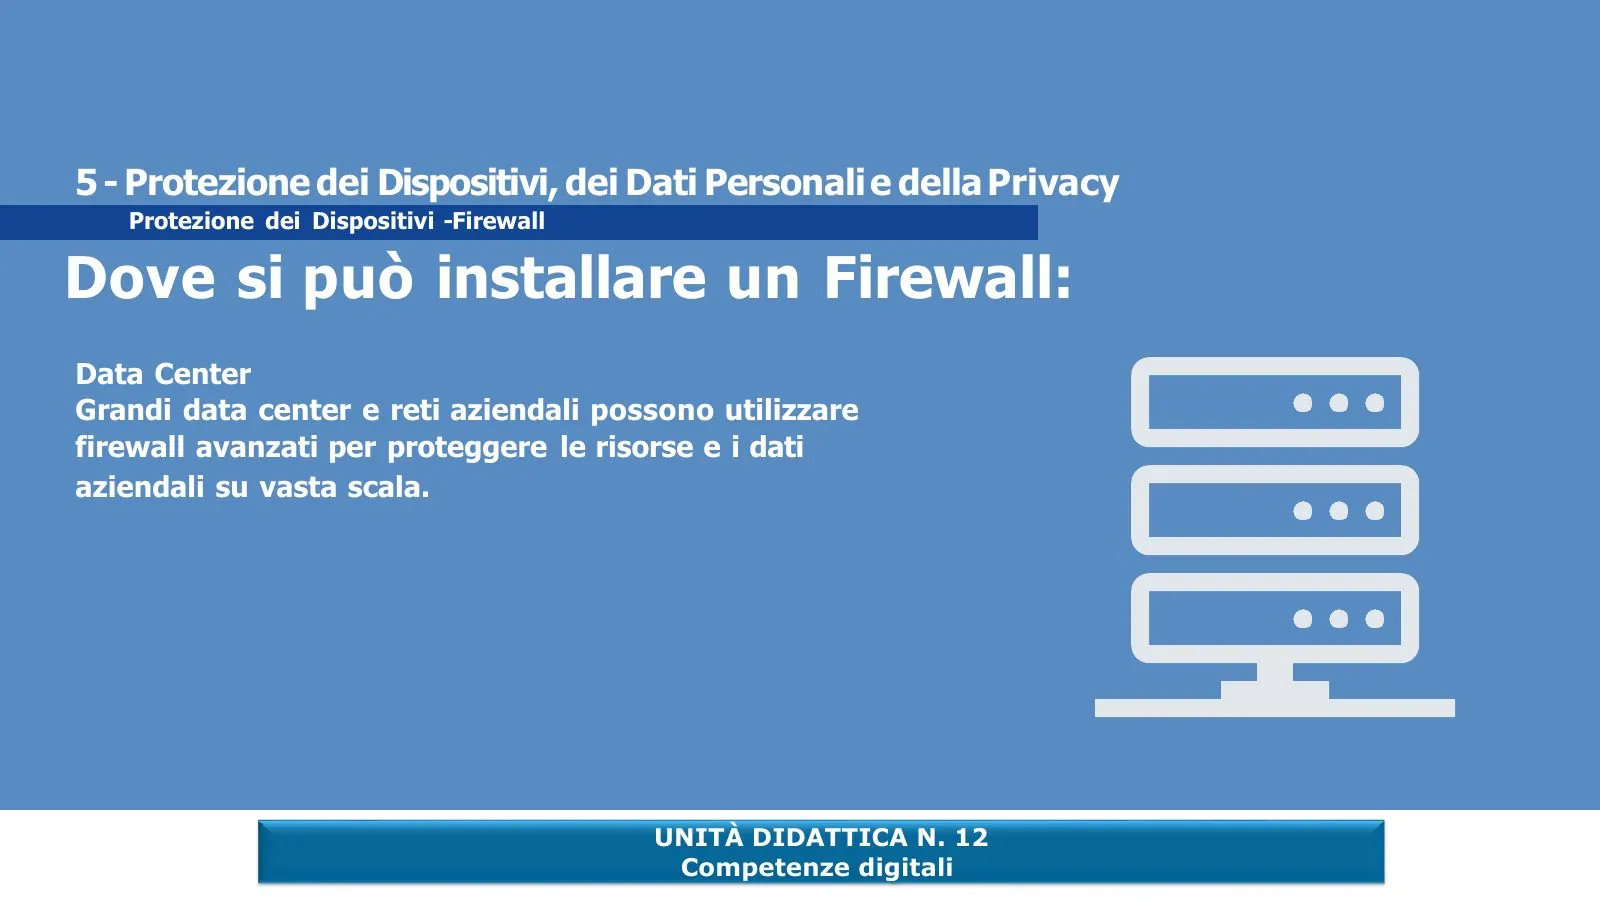 5 - Protezione dei Dispositivi, dei Dati Personali e della Privacy
Protezione dei Dispositivi -Firewall
Dove si può installare un Firewall:
Data Center
Grandi data center e reti aziendali possono utilizzare
firewall avanzati per proteggere le risorse e i dati
aziendali su vasta scala.
UNITÀ DIDATTICA N. 12
Competenze digitali